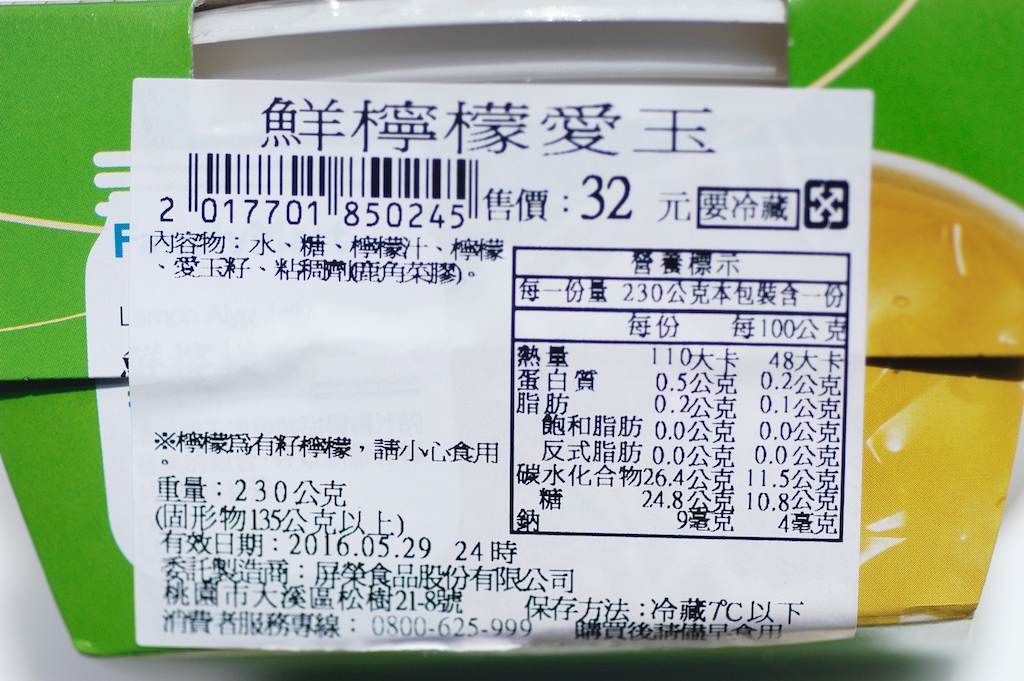 鮮檸檬愛玉
2 017701 850245 售價：32 元 要冷藏
內容物：水、糖、檸檬汁、檸檬
、愛玉籽、粘稠劑(鹿角菜膠)。
營養標示
每一份量 230公克本包裝含一份
每份 每100公克
熱量 110大卡 48大卡
蛋白質 0.5公克 0.2公克
脂肪 0.2公克 0.1公克
飽和脂肪 0.0公克 0.0公克
反式脂肪 0.0公克 0.0公克
碳水化合物26.4公克 11.5公克
糖 24.8公克 10.8公克
鈉 9毫克 4毫克
※檸檬為有籽檸檬，請小心食用
。
重量：230公克
(固形物135公克以上)
有效日期：2016.05.29 24時
委託製造商：屏榮食品股份有限公司
桃園市大溪區松樹21-8號
消費者服務專線：0800-625-999
保存方法：冷藏7℃以下
購買後請儘早食用
F
L